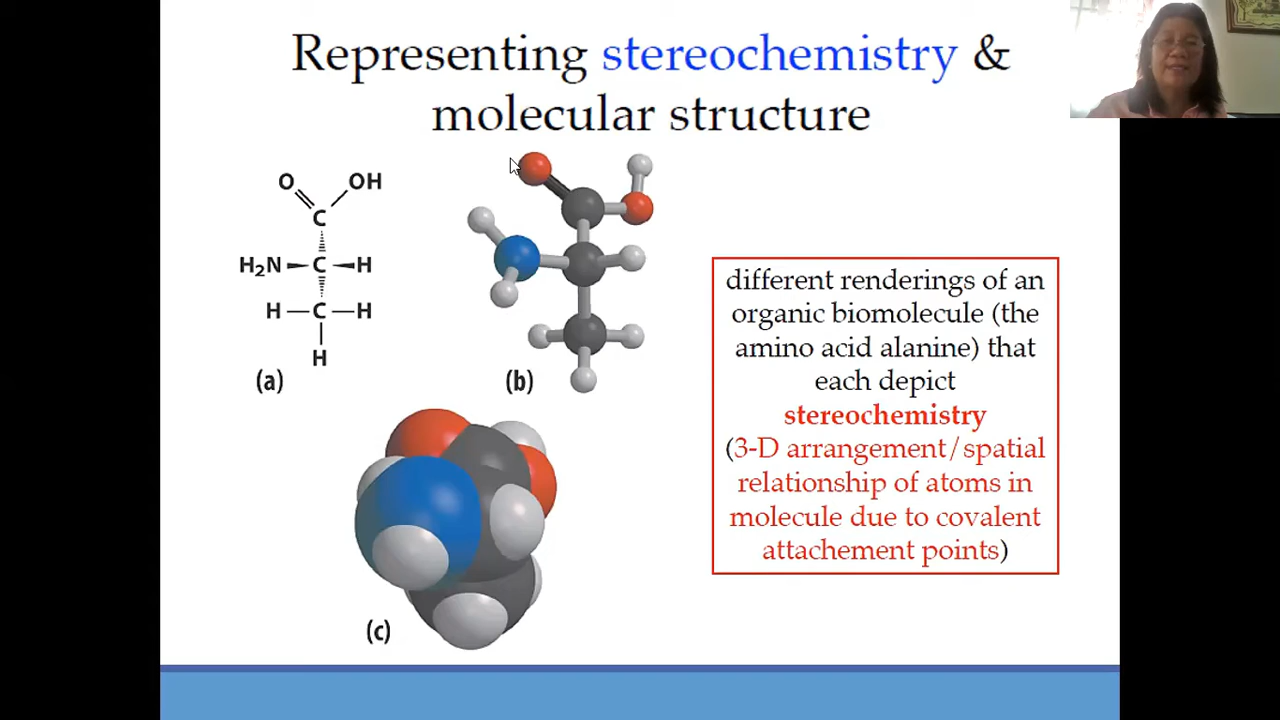 Representing stereochemistry &
molecular structure
O OH
C
H₂N C H
H C H
H
(a)
(b)
(c)
different renderings of an
organic biomolecule (the
amino acid alanine) that
each depict
stereochemistry
(3-D arrangement/spatial
relationship of atoms in
molecule due to covalent
attachement points)